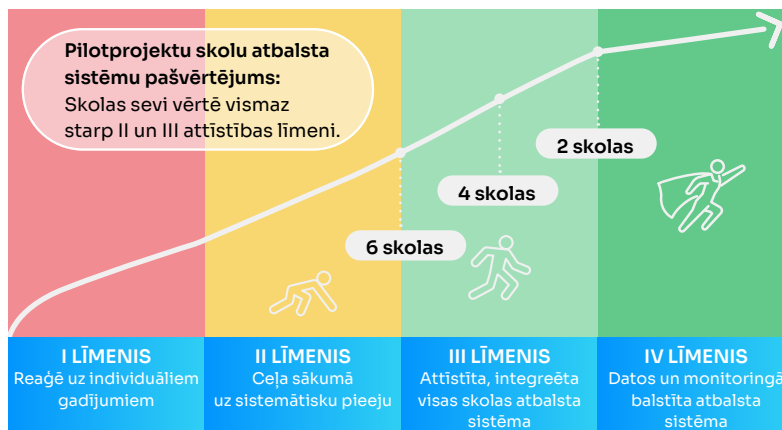 Pilotprojektu skolu atbalsta
sistēmu pašvērtējums:
Skolas sevi vērtē vismaz
starp II un III attīstības līmeni.
2 skolas
4 skolas
6 skolas
I LĪMENIS
Reaģē uz individuāliem
gadījumiem
II LĪMENIS
Ceļa sākumā
uz sistemātisku pieeju
III LĪMENIS
Attīstīta, integreēta
visas skolas atbalsta
sistēma
IV LĪMENIS
Datos un monitoringā
balstīta atbalsta
sistēma